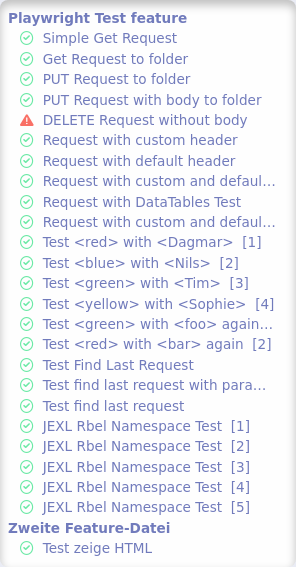 Playwright Test feature
Simple Get Request
Get Request to folder
PUT Request to folder
PUT Request with body to folder
DELETE Request without body
Request with custom header
Request with default header
Request with custom and defaul...
Request with DataTables Test
Request with custom and defaul...
Test <red> with <Dagmar> [1]
Test <blue> with <Nils> [2]
Test <green> with <Tim> [3]
Test <yellow> with <Sophie> [4]
Test <green> with <foo> again...
Test <red> with <bar> again [2]
Test Find Last Request
Test find last request with para...
Test find last request
JEXL Rbel Namespace Test [1]
JEXL Rbel Namespace Test [2]
JEXL Rbel Namespace Test [3]
JEXL Rbel Namespace Test [4]
JEXL Rbel Namespace Test [5]
Zweite Feature-Datei
Test zeige HTML